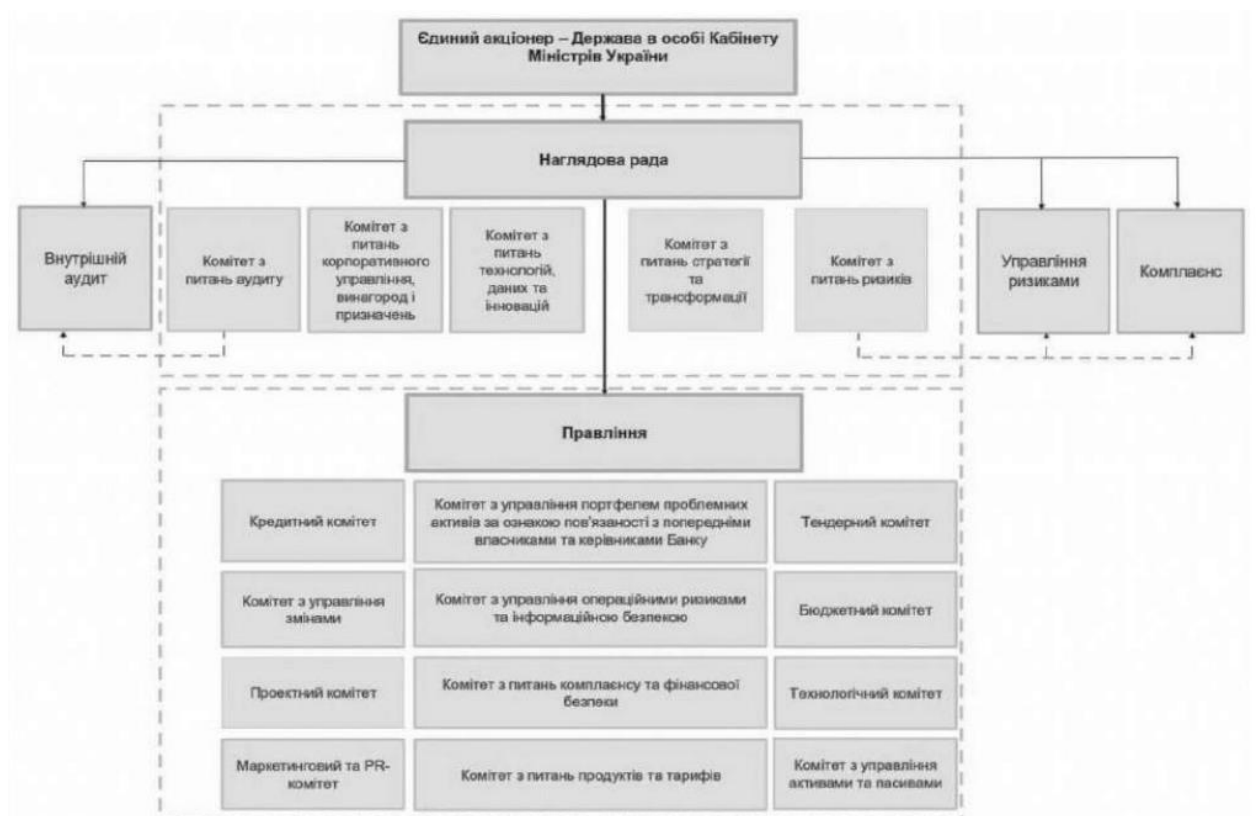 Єдиний акціонер – Держава в особі Кабінету
Міністрів України
Наглядова рада
Внутрішній
аудит
Комітет з
питань аудиту
Комітет з
питань
корпоративного
управління,
винагород і
призначень
Комітет з
питань
технологій,
даних та
інновацій
Комітет з
питань стратегії
та
трансформації
Комітет з
питань ризиків
Управління
ризиками
Комплаєнс
Правління
Кредитний комітет
Комітет з управління портфелем проблемних
активів за ознакою пов'язаності з попередніми
власниками та керівниками Банку
Тендерний комітет
Комітет з управління
змінами
Комітет з управління операційними ризиками
та інформаційною безпекою
Бюджетний комітет
Проектний комітет
Комітет з питань комплаєнсу та фінансової
безпеки
Технологічний комітет
Маркетинговий та PR-
комітет
Комітет з питань продуктів та тарифів
Комітет з управління
активами та пасивами